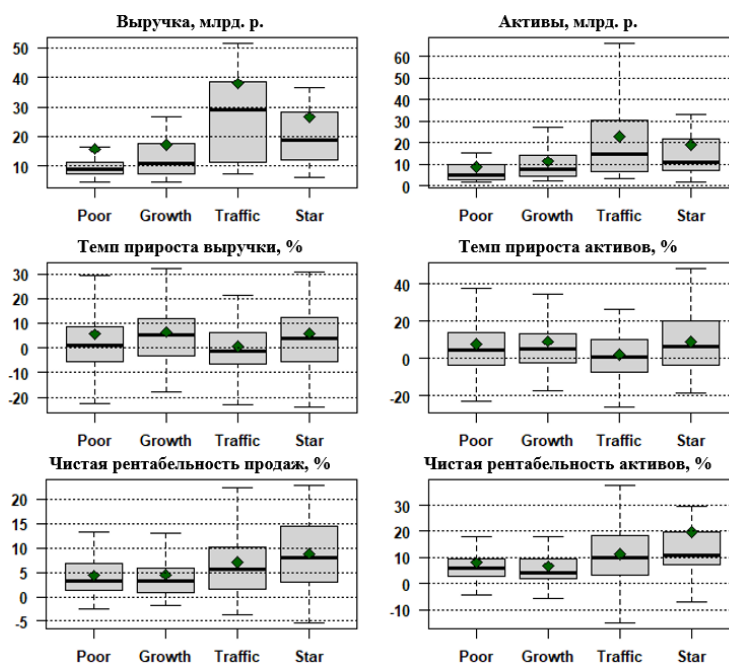 Выручка, млрд. р.
50
40
30
20
10
Poor Growth Traffic Star
Активы, млрд. р.
60
50
40
30
20
10
0
Poor Growth Traffic Star
Темп прироста выручки, %
30
20
10
0
-10
-20
Poor Growth Traffic Star
Темп прироста активов, %
40
20
0
-20
Poor Growth Traffic Star
Чистая рентабельность продаж, %
20
15
10
5
0
-5
Poor Growth Traffic Star
Чистая рентабельность активов, %
30
20
10
0
-10
Poor Growth Traffic Star